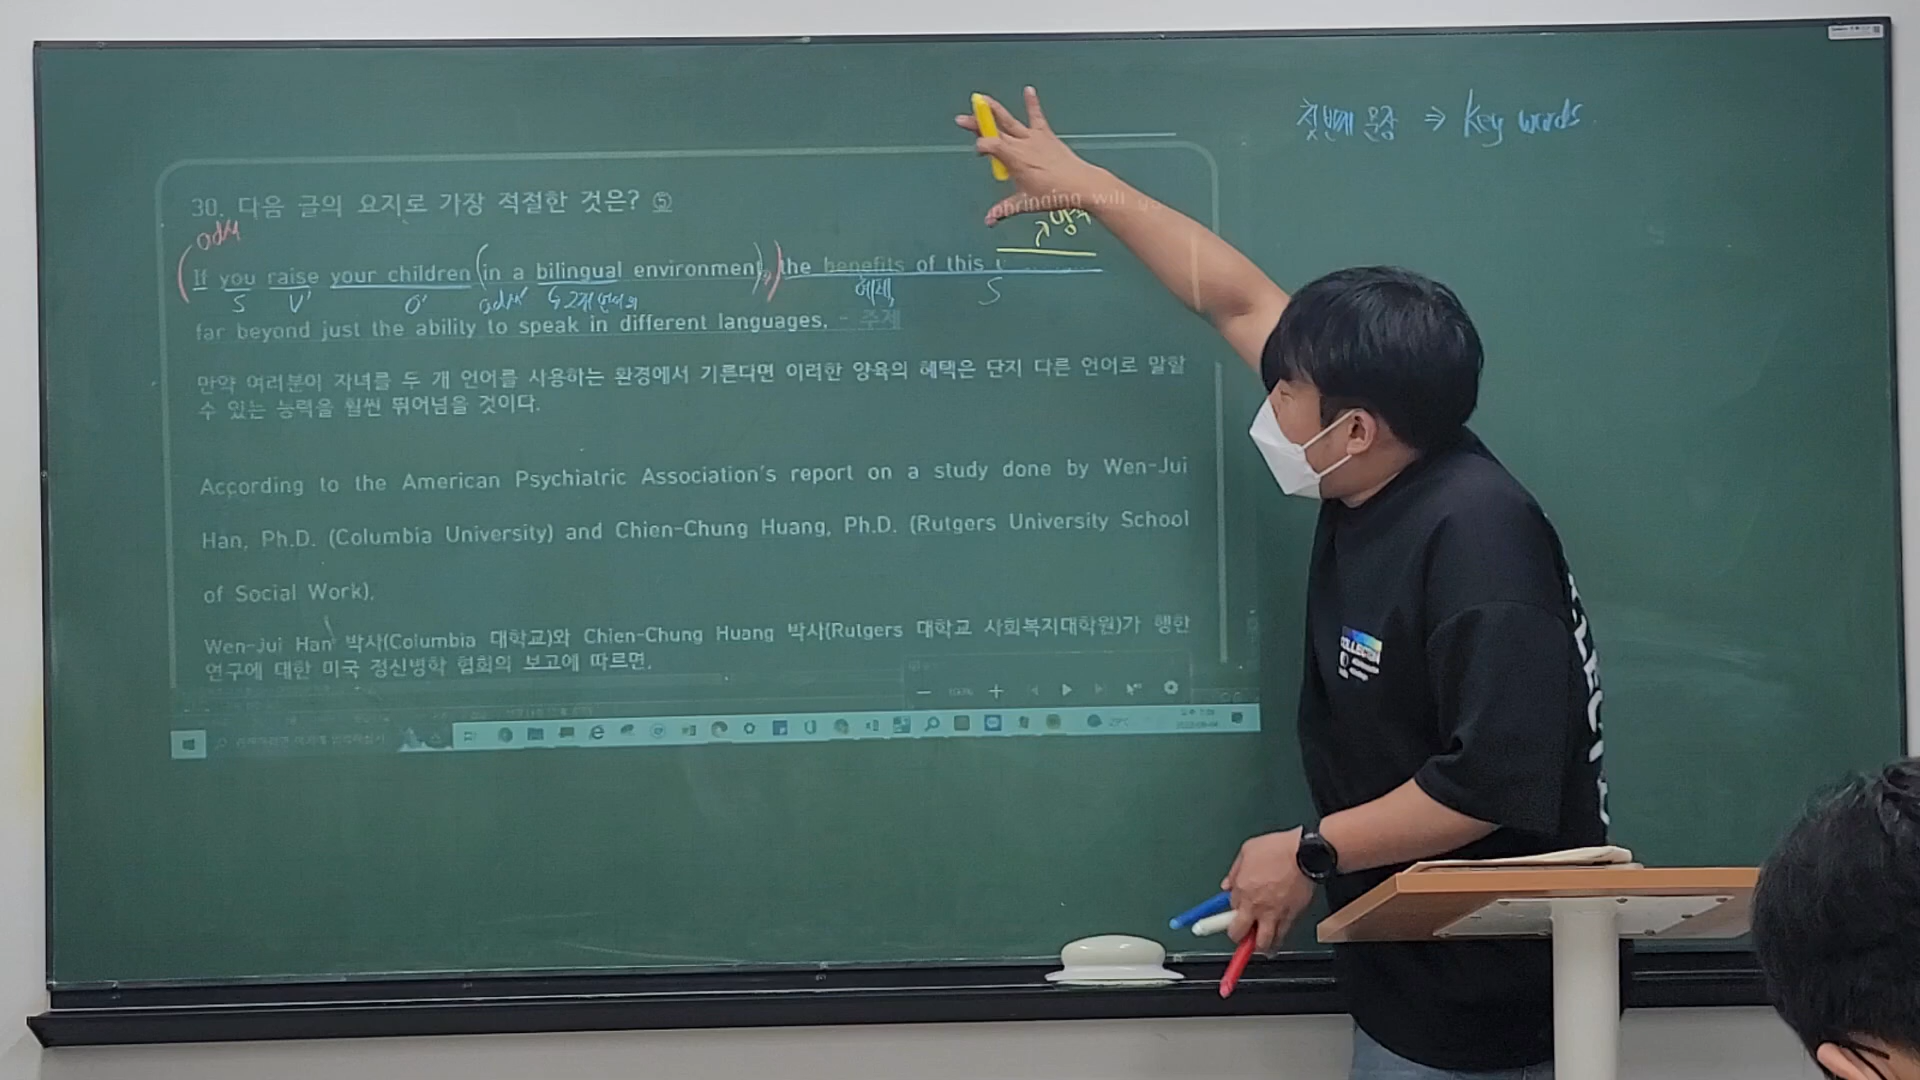 첫번째 문장 ⇒ Key words.
30. 다음 글의 요지로 가장 적절한 것은? ⑤
If you raise your children (in a bilingual environment), the benefits of this upbringing will go
S V' O' 2개 언어의 혜택 S 양육
far beyond just the ability to speak in different languages. - 주제
만약 여러분이 자녀를 두 개 언어를 사용하는 환경에서 기른다면 이러한 양육의 혜택은 단지 다른 언어로 말할
수 있는 능력을 훨씬 뛰어넘을 것이다.
According to the American Psychiatric Association's report on a study done by Wen-Jui
Han, Ph.D. (Columbia University) and Chien-Chung Huang, Ph.D. (Rutgers University School
of Social Work),
Wen-Jui Han 박사(Columbia 대학교)와 Chien-Chung Huang 박사(Rutgers 대학교 사회복지대학원)가 행한
연구에 대한 미국 정신병학 협회의 보고에 따르면,